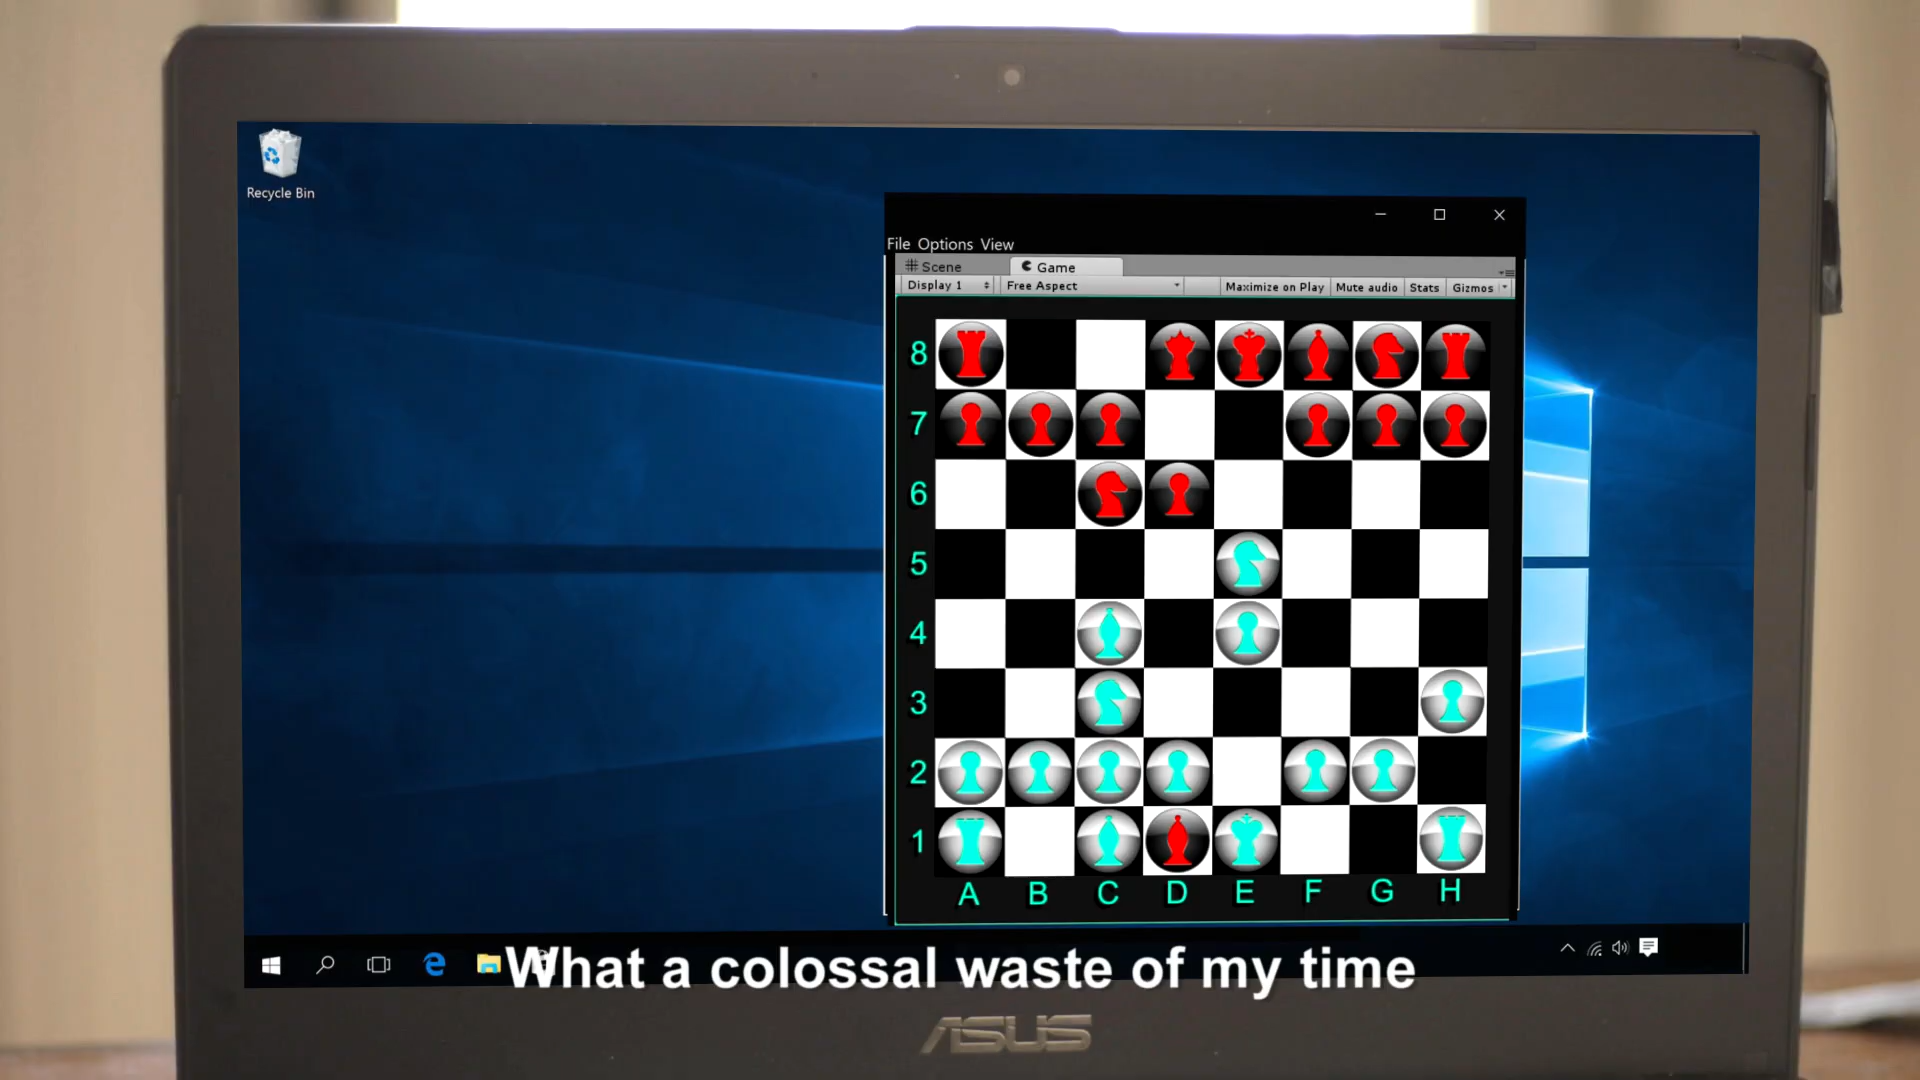 Recycle Bin
File Options View
Scene Game
Display 1 Free Aspect Maximize on Play Mute audio Stats Gizmos
8
7
6
5
4
3
2
1
A B C D E F G H
What a colossal waste of my time
ASUS